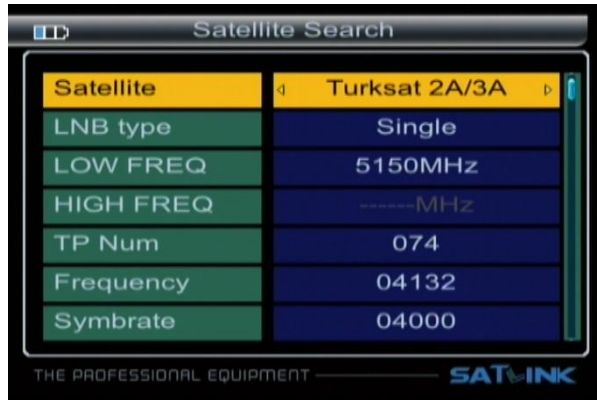 Satellite Search
Satellite Turksat 2A/3A
LNB type Single
LOW FREQ 5150MHz
HIGH FREQ ------MHz
TP Num 074
Frequency 04132
Symbrate 04000
THE PROFESSIONAL EQUIPMENT SATLINK